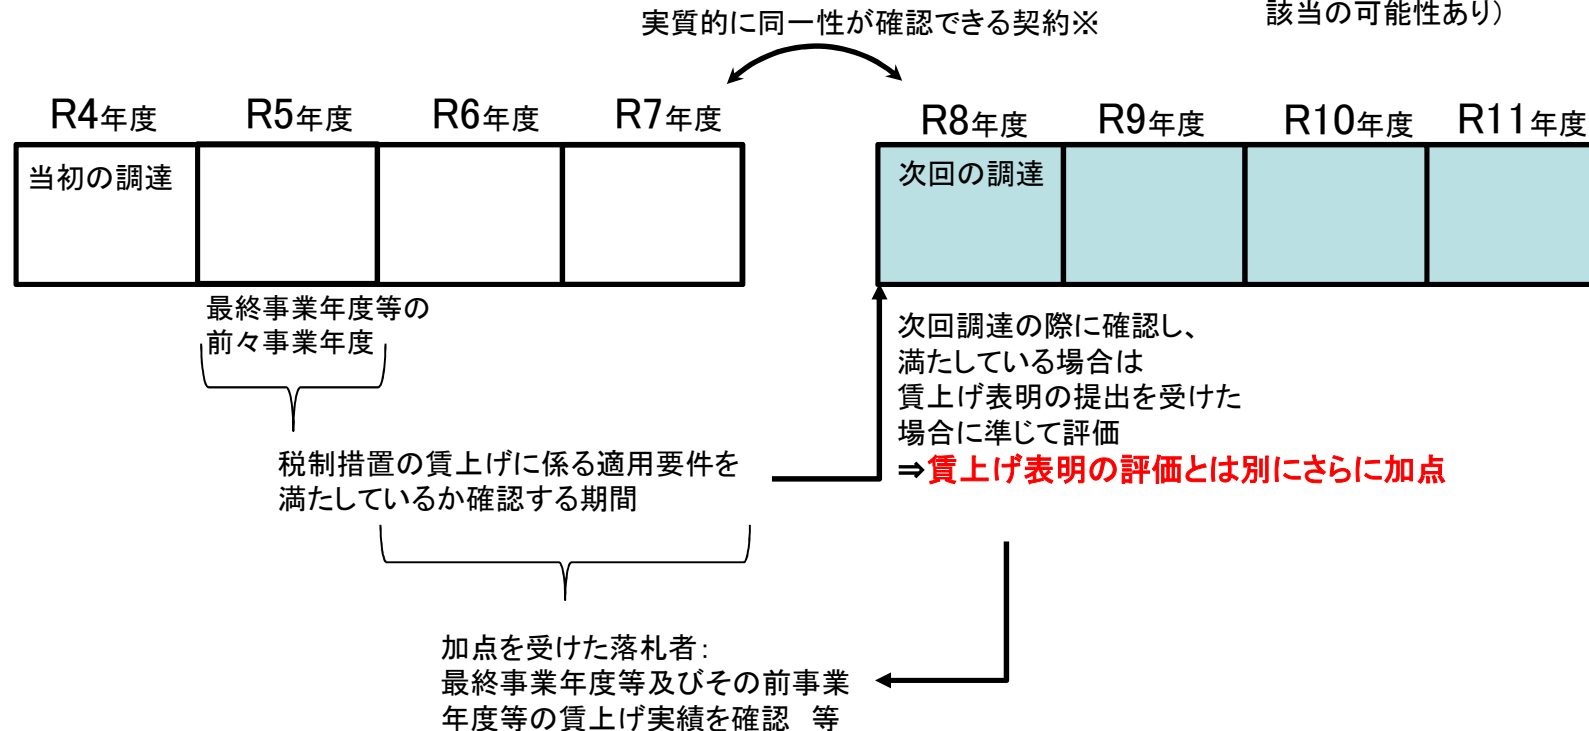 実質的に同一性が確認できる契約※
該当の可能性あり）
R4年度
R5年度
R6年度
R7年度
R8年度
R9年度
R10年度
R11年度
当初の調達
次回の調達
最終事業年度等の
前々事業年度
次回調達の際に確認し、
満たしている場合は
賃上げ表明の提出を受けた
場合に準じて評価
⇒賃上げ表明の評価とは別にさらに加点
税制措置の賃上げに係る適用要件を
満たしているか確認する期間
加点を受けた落札者：
最終事業年度等及びその前事業
年度等の賃上げ実績を確認　等